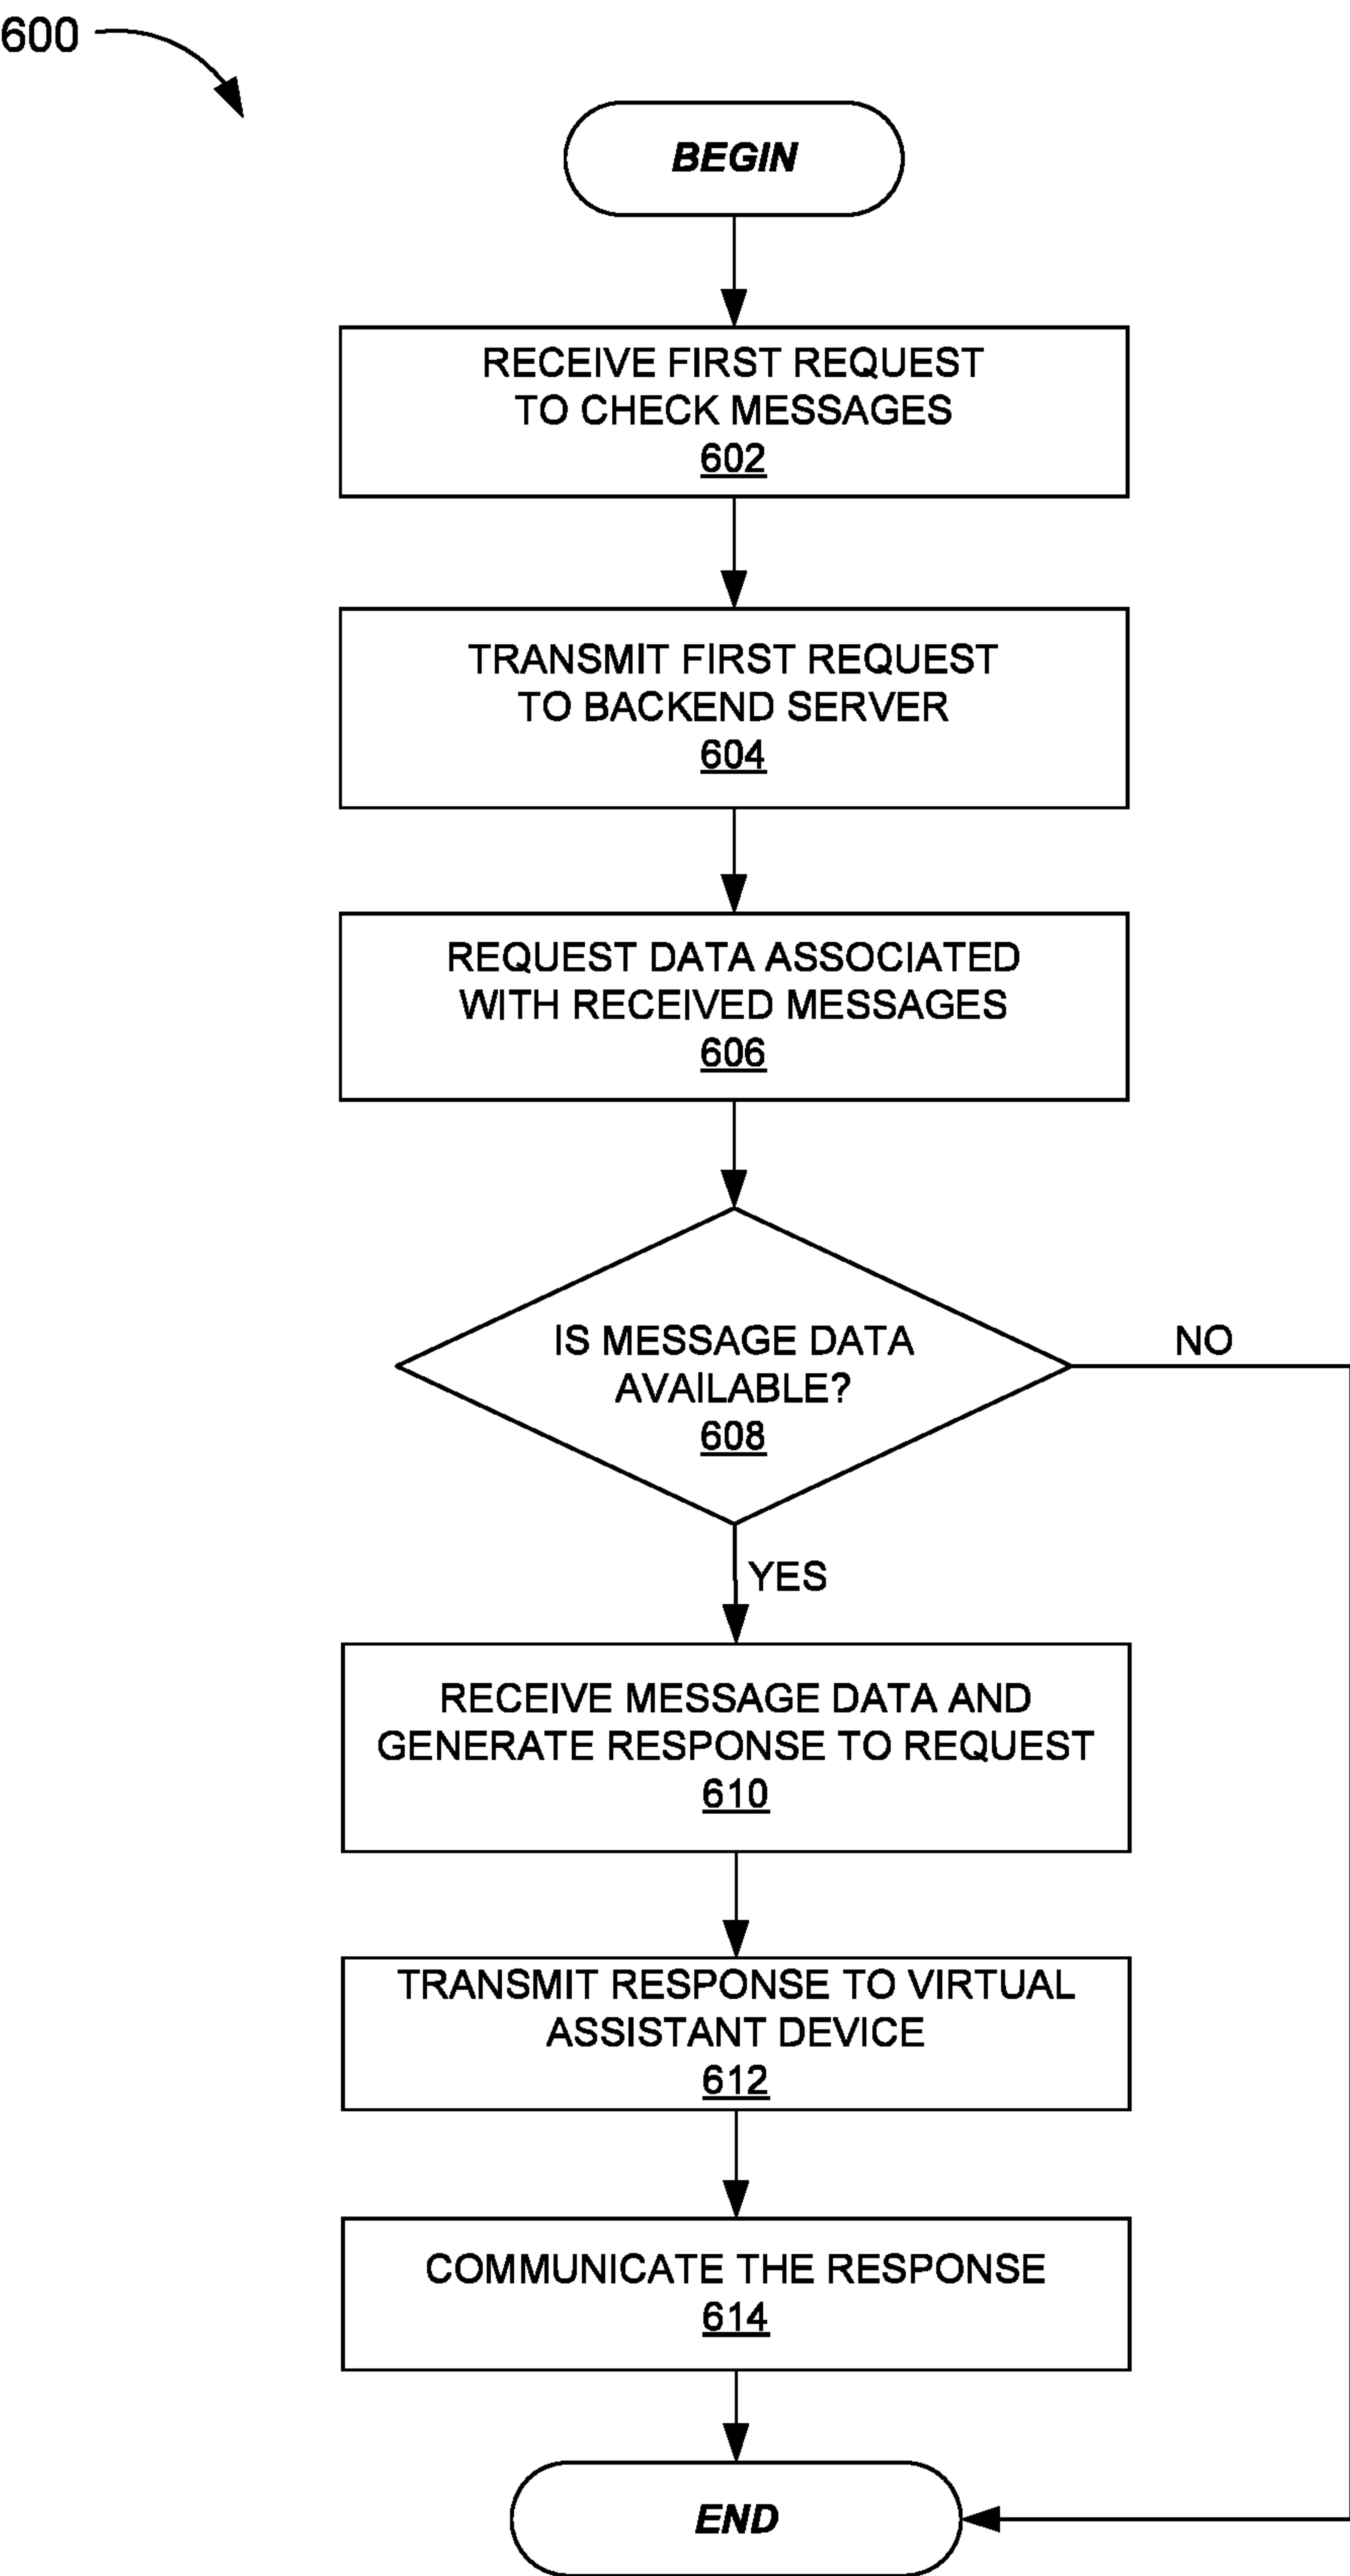 600
BEGIN
RECEIVE FIRST REQUEST
TO CHECK MESSAGES
602
TRANSMIT FIRST REQUEST
TO BACKEND SERVER
604
REQUEST DATA ASSOCIATED
WITH RECEIVED MESSAGES
606
IS MESSAGE DATA
AVAILABLE?
608
NO
YES
RECEIVE MESSAGE DATA AND
GENERATE RESPONSE TO REQUEST
610
TRANSMIT RESPONSE TO VIRTUAL
ASSISTANT DEVICE
612
COMMUNICATE THE RESPONSE
614
END